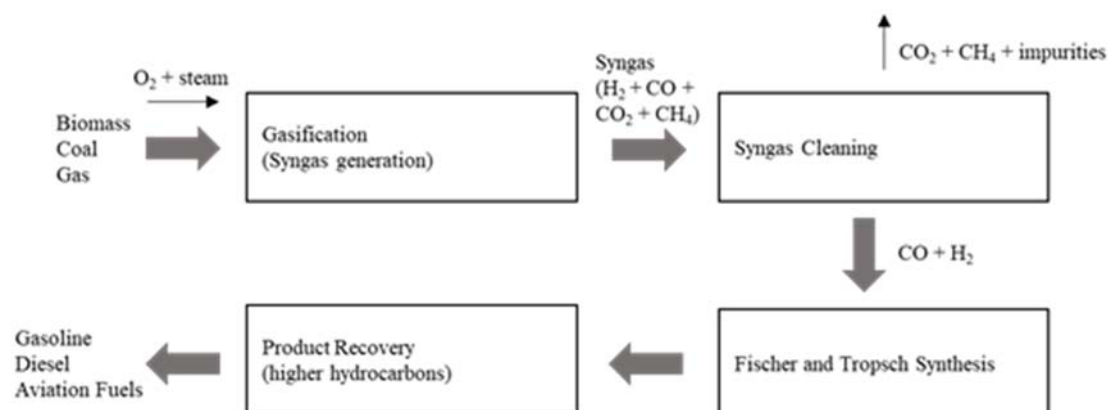 O₂ + steam
Biomass
Coal
Gas
Gasification
(Syngas generation)
Syngas
(H₂ + CO +
CO₂ + CH₄)
CO₂ + CH₄ + impurities
Syngas Cleaning
CO + H₂
Fischer and Tropsch Synthesis
Product Recovery
(higher hydrocarbons)
Gasoline
Diesel
Aviation Fuels